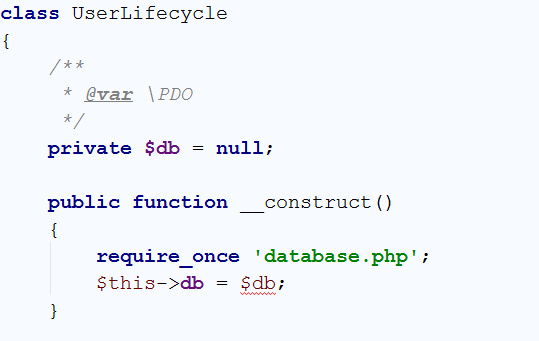 class UserLifecycle
{
    /**
     * @var \PDO
     */
    private $db = null;

    public function __construct()
    {
        require_once 'database.php';
        $this->db = $db;
    }